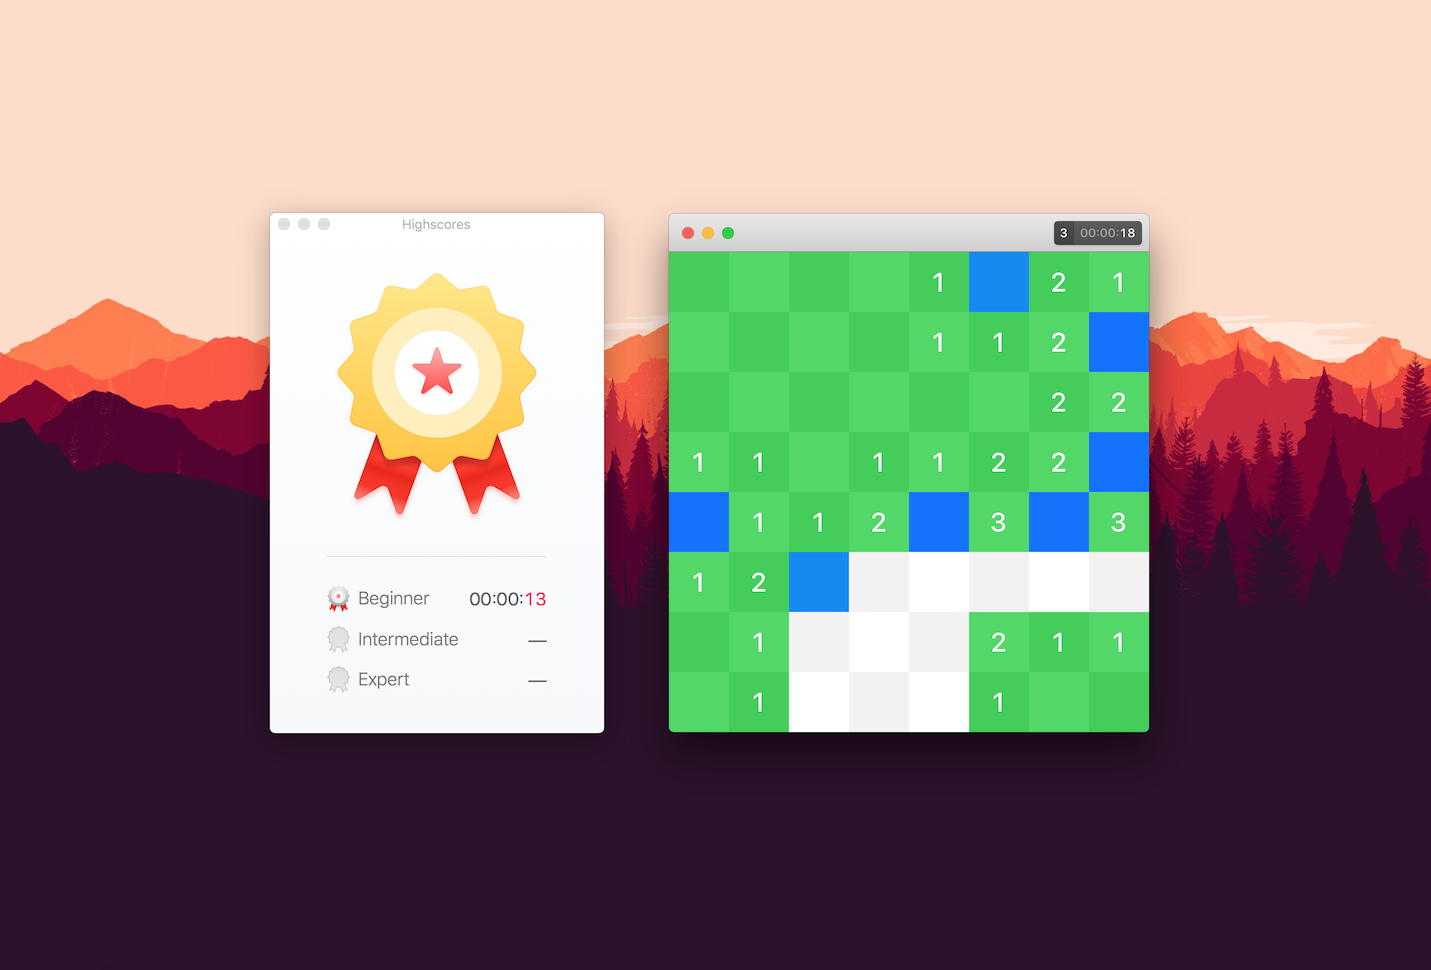 Highscores
Beginner 00:00:13
Intermediate —
Expert —
3 00:00:18
1 2 1
1 1 2
2 2
1 1 1 1 2 2
1 1 2 3 3
1 2
1 2 1 1
1 1